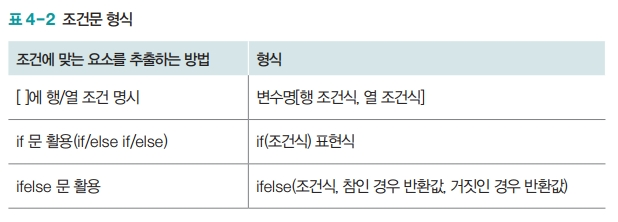 표 4-2 조건문 형식
조건에 맞는 요소를 추출하는 방법 형식
[ ]에 행/열 조건 명시 변수명[행 조건식, 열 조건식]
if 문 활용(if/else if/else) if(조건식) 표현식
ifelse 문 활용 ifelse(조건식, 참인 경우 반환값, 거짓인 경우 반환값)